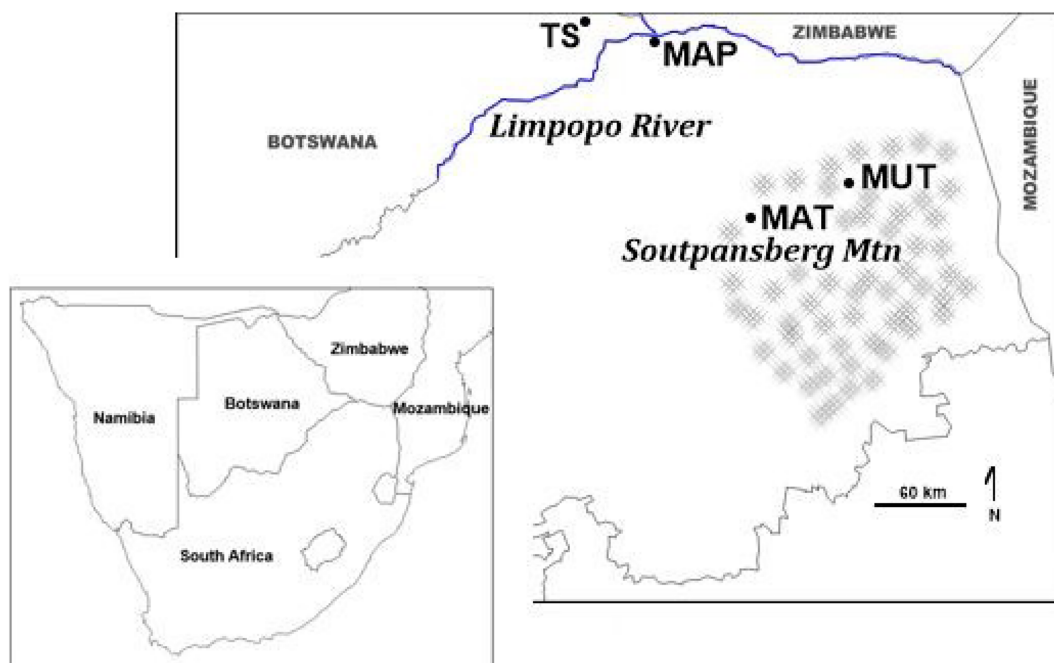 TS
ZIMBABWE
MAP
Limpopo River
BOTSWANA
MOZAMBIQUE
MUT
MAT
Soutpansberg Mtn
60 km
N
Zimbabwe
Namibia
Botswana
Mozambique
South Africa